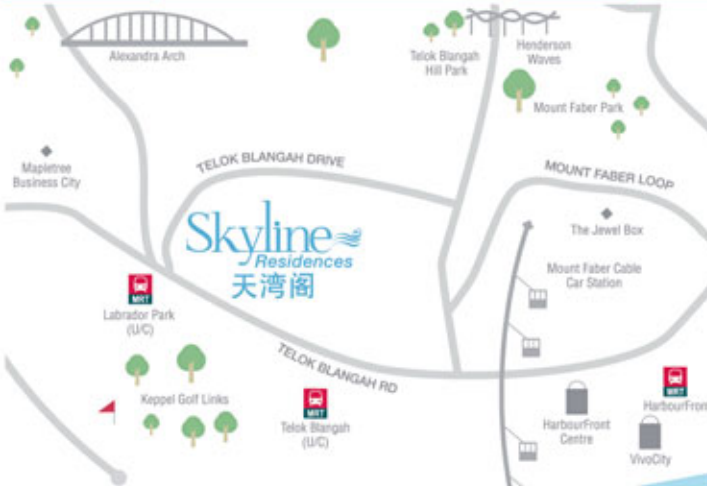 Alexandra Arch
Telok Blangah
Hill Park
Henderson
Waves
Mount Faber Park
Mapletree
Business City
TELOK BLANGAH DRIVE
MOUNT FABER LOOP
Skyline
Residences
天湾阁
The Jewel Box
Mount Faber Cable
Car Station
MRT
Labrador Park
(U/C)
TELOK BLANGAH RD
Keppel Golf Links
MRT
Telok Blangah
(U/C)
MRT
HarbourFront
HarbourFront
Centre
VivoCity